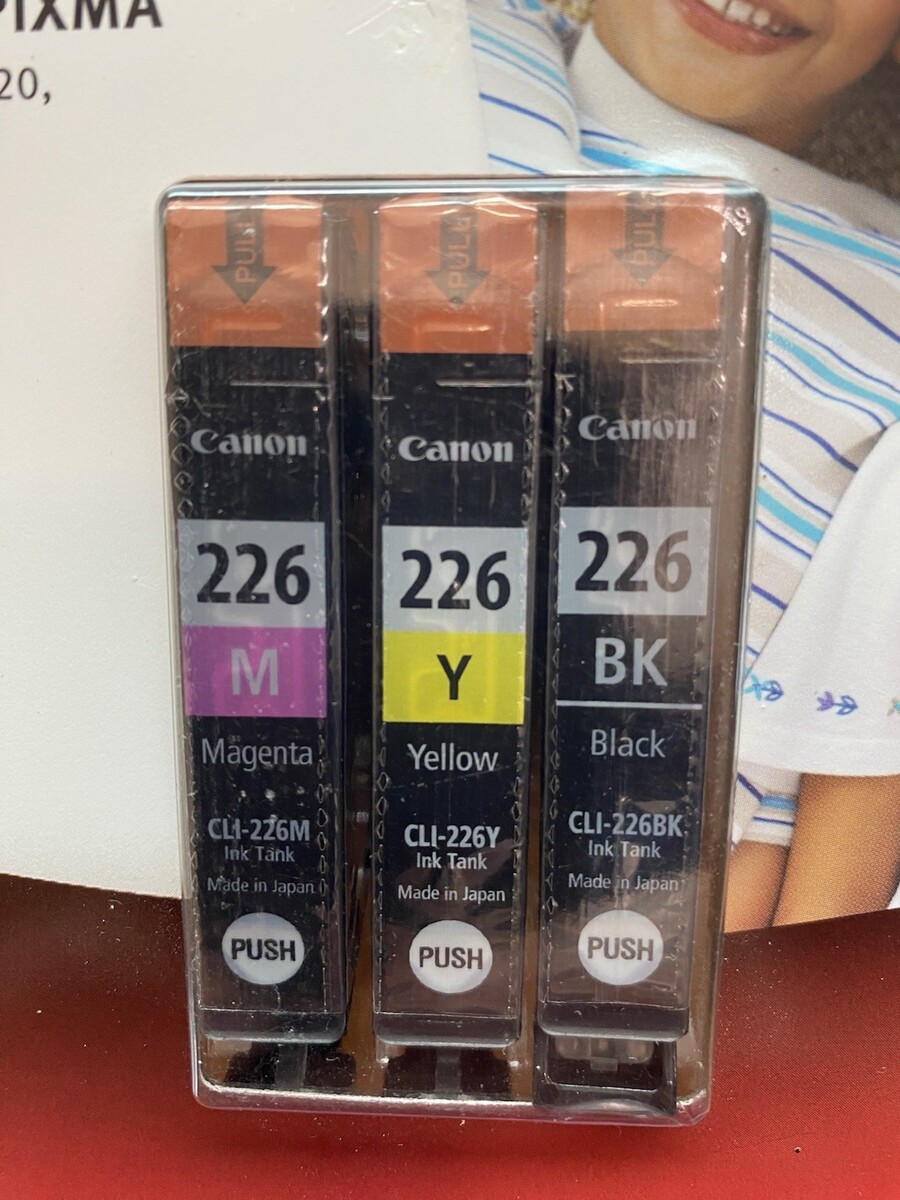 PIXMA
20,
PULL
Canon
226
M
Magenta
CLI-226M
Ink Tank
Made in Japan
PUSH
PULL
Canon
226
Y
Yellow
CLI-226Y
Ink Tank
Made in Japan
PUSH
PULL
Canon
226
BK
Black
CLI-226BK
Ink Tank
Made in Japan
PUSH